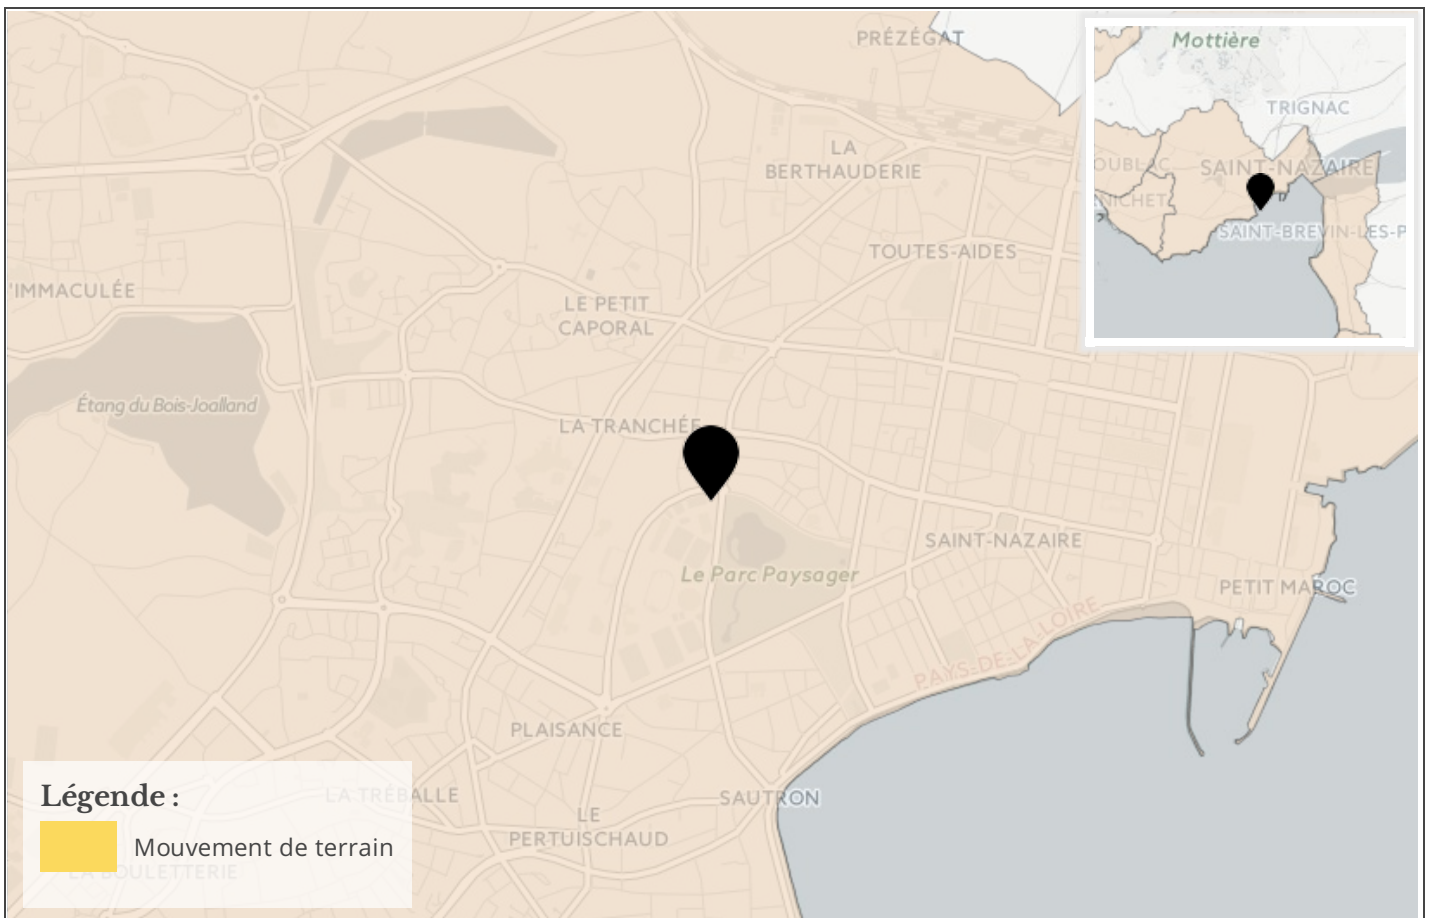 PRÉZÉGAT
Mottière
TRIGNAC
OUBLAC
SAINT-NAZAIRE
NICHET
SAINT-BREVIN-LES-P
LA
BERTHAUDERIE
TOUTES-AIDES
'IMMACULÉE
LE PETIT
CAPORAL
Étang du Bois-Joalland
LA TRANCHÉE
SAINT-NAZAIRE
Le Parc Paysager
PETIT MAROC
PAYS-DE-LA-LOIRE
PLAISANCE
Légende :
LA TRÉBALLE
SAUTRON
LE
PERTUISCHAUD
Mouvement de terrain
LA BOULETTERIE